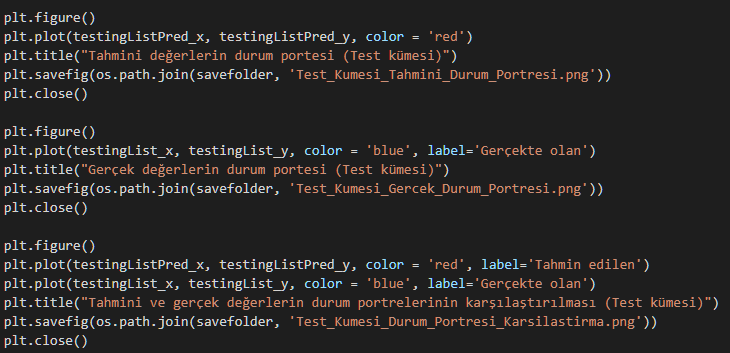 plt.figure()
plt.plot(testingListPred_x, testingListPred_y, color = 'red')
plt.title("Tahmini değerlerin durum portesi (Test kümesi)")
plt.savefig(os.path.join(savefolder, 'Test_Kumesi_Tahmini_Durum_Portresi.png'))
plt.close()

plt.figure()
plt.plot(testingList_x, testingList_y, color = 'blue', label='Gerçekte olan')
plt.title("Gerçek değerlerin durum portesi (Test kümesi)")
plt.savefig(os.path.join(savefolder, 'Test_Kumesi_Gercek_Durum_Portresi.png'))
plt.close()

plt.figure()
plt.plot(testingListPred_x, testingListPred_y, color = 'red', label='Tahmin edilen')
plt.plot(testingList_x, testingList_y, color = 'blue', label='Gerçekte olan')
plt.title("Tahmini ve gerçek değerlerin durum portrelerinin karşılaştırılması (Test kümesi)")
plt.savefig(os.path.join(savefolder, 'Test_Kumesi_Durum_Portresi_Karsilastirma.png'))
plt.close()